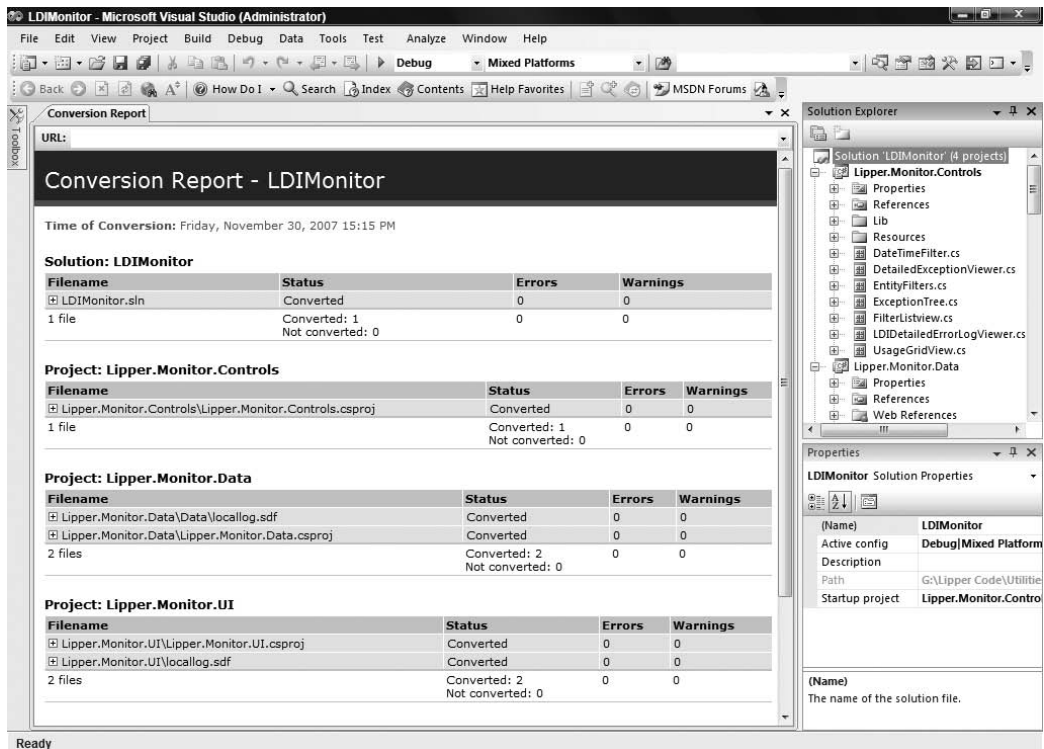 LDIMonitor - Microsoft Visual Studio (Administrator)
File Edit View Project Build Debug Data Tools Test Analyze Window Help
Debug Mixed Platforms
Back How Do I Search Index Contents Help Favorites MSDN Forums
Toolbox
Conversion Report
URL:
Conversion Report - LDIMonitor
Time of Conversion: Friday, November 30, 2007 15:15 PM
Solution: LDIMonitor
Filename Status Errors Warnings
LDIMonitor.sln Converted 0 0
1 file Converted: 1 0 0
Not converted: 0
Project: Lipper.Monitor.Controls
Filename Status Errors Warnings
Lipper.Monitor.Controls\Lipper.Monitor.Controls.csproj Converted 0 0
1 file Converted: 1 0 0
Not converted: 0
Project: Lipper.Monitor.Data
Filename Status Errors Warnings
Lipper.Monitor.Data\Data\locallog.sdf Converted 0 0
Lipper.Monitor.Data\Lipper.Monitor.Data.csproj Converted 0 0
2 files Converted: 2 0 0
Not converted: 0
Project: Lipper.Monitor.UI
Filename Status Errors Warnings
Lipper.Monitor.UI\Lipper.Monitor.UI.csproj Converted 0 0
Lipper.Monitor.UI\locallog.sdf Converted 0 0
2 files Converted: 2 0 0
Not converted: 0
Solution Explorer
Solution 'LDIMonitor' (4 projects)
Lipper.Monitor.Controls
Properties
References
Lib
Resources
DateTimeFilter.cs
DetailedExceptionViewer.cs
EntityFilters.cs
ExceptionTree.cs
FilterListview.cs
LDIDetailedErrorLogViewer.cs
UsageGridView.cs
Lipper.Monitor.Data
Properties
References
Web References
Properties
LDIMonitor Solution Properties
(Name) LDIMonitor
Active config Debug|Mixed Platform
Description
Path G:\Lipper Code\Utilitie
Startup project Lipper.Monitor.Contro
(Name)
The name of the solution file.
Ready